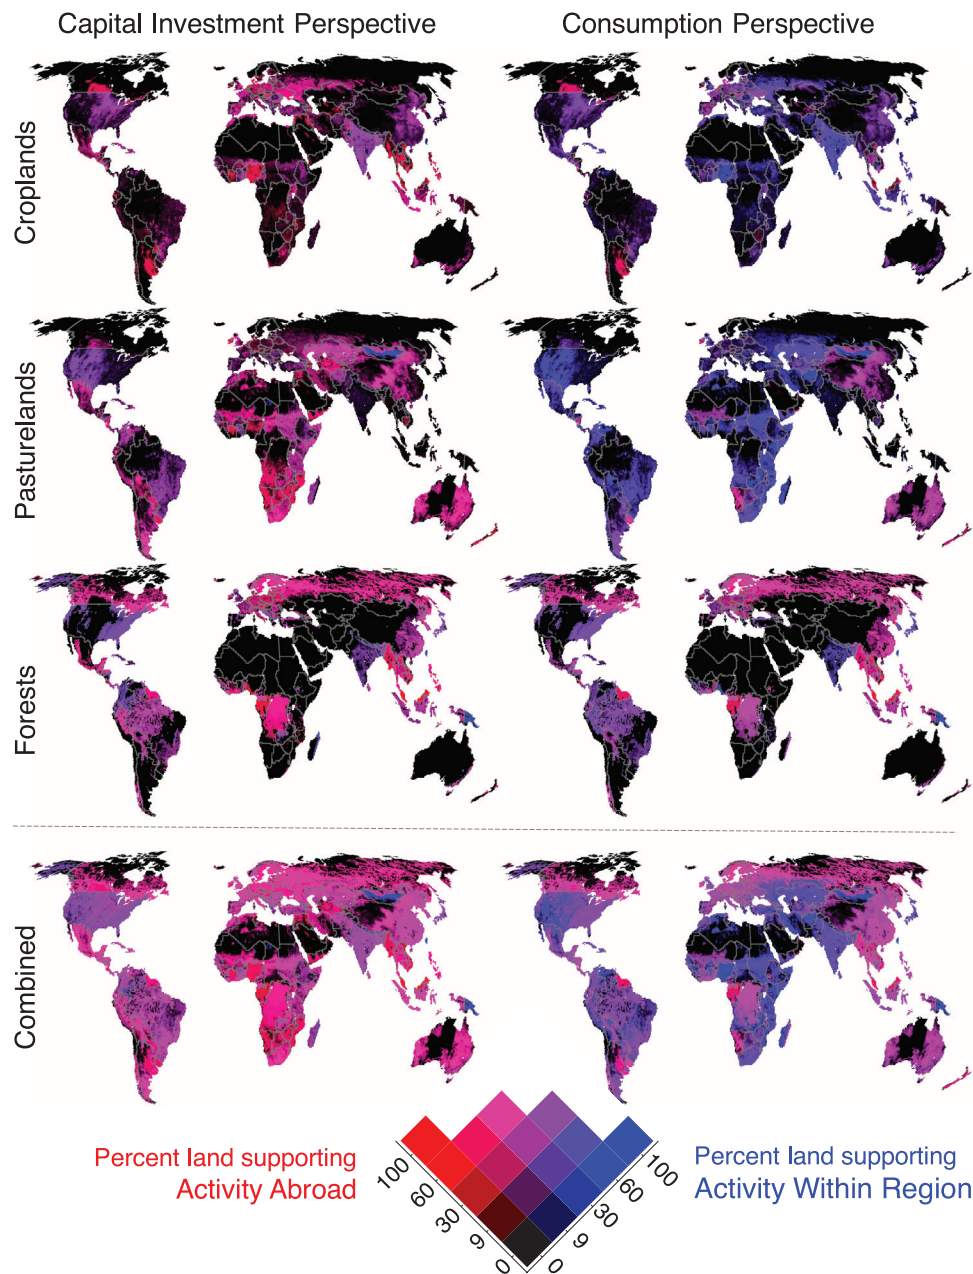 Capital Investment Perspective
Consumption Perspective
Croplands
Pasturelands
Forests
Combined
Percent land supporting
Activity Abroad
100
60
30
9
0
0
9
30
60
100
Percent land supporting
Activity Within Region